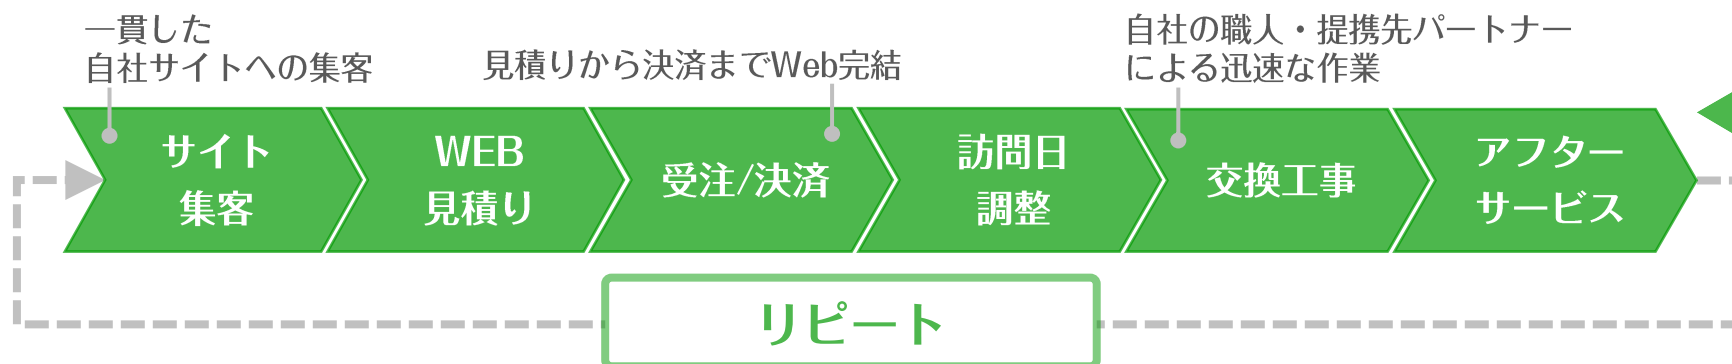 一貫した
自社サイトへの集客
見積りから決済までWeb完結
自社の職人・提携先パートナー
による迅速な作業
サイト
集客
WEB
見積り
受注/決済
訪問日
調整
交換工事
アフター
サービス
リピート